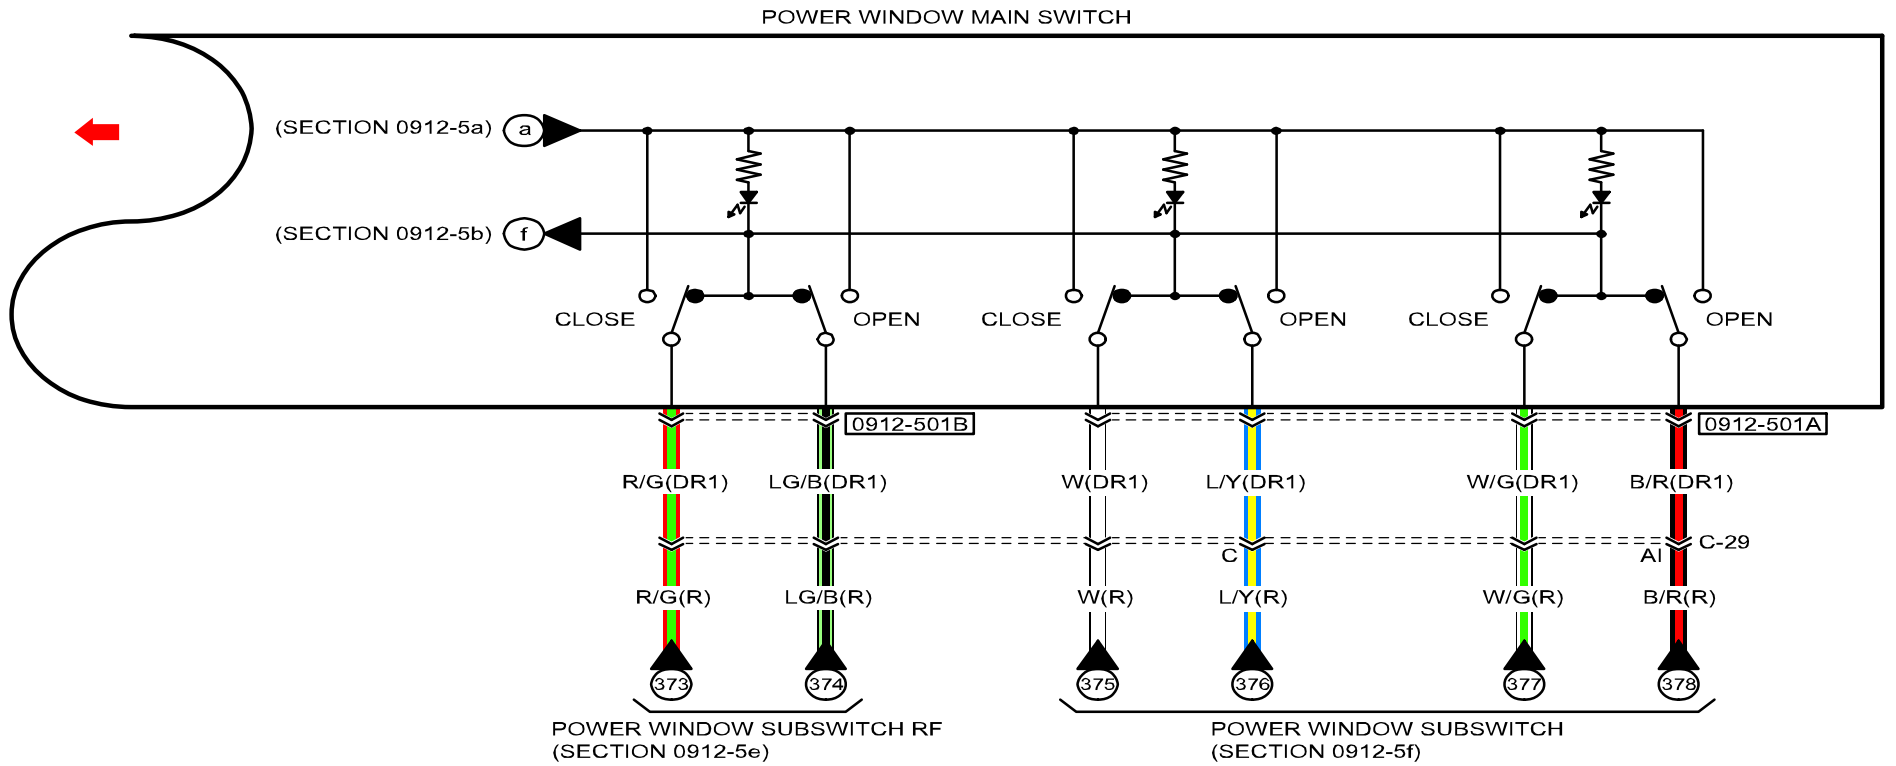 POWER WINDOW MAIN SWITCH
(SECTION 0912-5a) a
(SECTION 0912-5b) f
CLOSE OPEN CLOSE OPEN CLOSE OPEN
0912-501B 0912-501A
R/G(DR1) LG/B(DR1) W(DR1) L/Y(DR1) W/G(DR1) B/R(DR1)
C AI C-29
R/G(R) LG/B(R) W(R) L/Y(R) W/G(R) B/R(R)
373 374 375 376 377 378
POWER WINDOW SUBSWITCH RF
(SECTION 0912-5e)
POWER WINDOW SUBSWITCH
(SECTION 0912-5f)